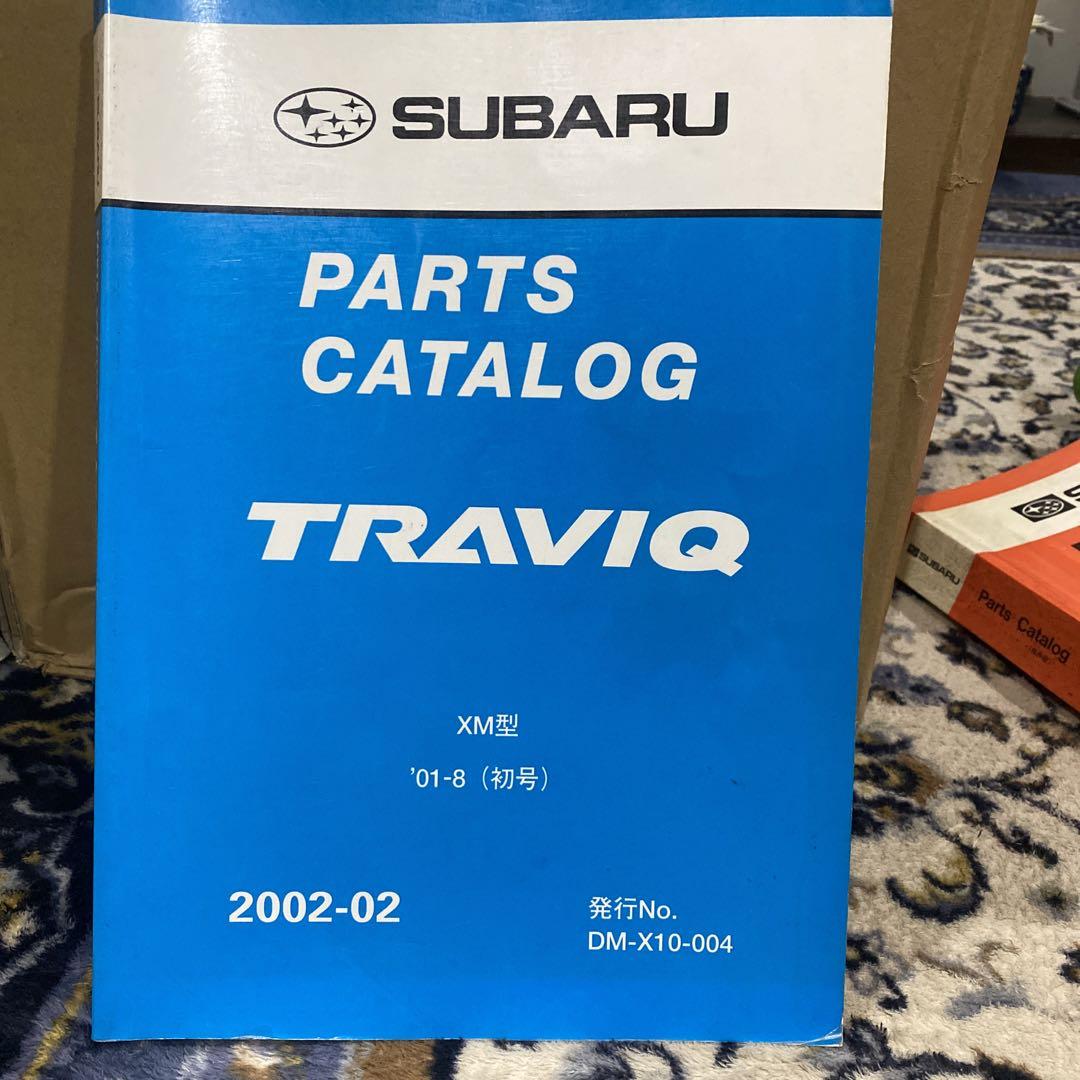 SUBARU
PARTS
CATALOG
TRAVIQ
XM型
'01-8（初号）
2002-02
発行No.
DM-X10-004
SUBARU
Parts Catalog